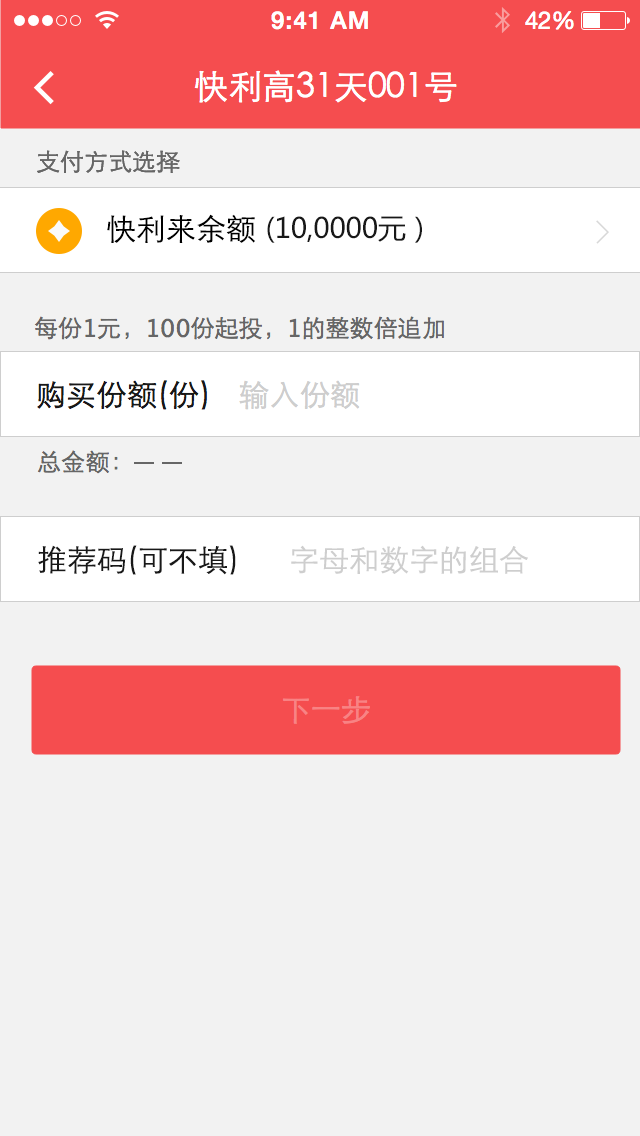 9:41 AM
42%
快利高31天001号
支付方式选择
快利来余额 (10,0000元 )
每份1元，100份起投，1的整数倍追加
购买份额(份) 输入份额
总金额：— —
推荐码(可不填) 字母和数字的组合
下一步